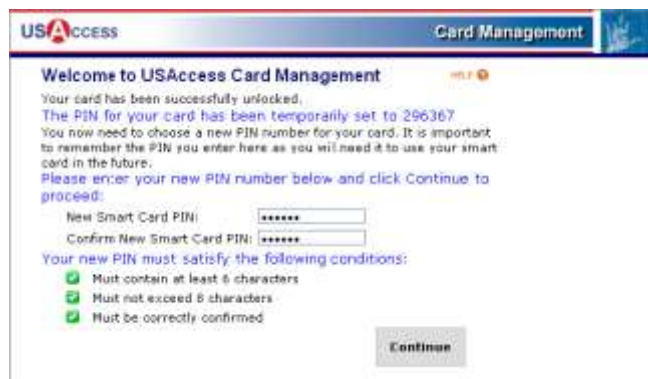 USAccess
Card Management
Welcome to USAccess Card Management
HELP
Your card has been successfully unlocked.
The PIN for your card has been temporarily set to 296367
You now need to choose a new PIN number for your card. It is important
to remember the PIN you enter here as you will need it to use your smart
card in the future.
Please enter your new PIN number below and click Continue to
proceed:
New Smart Card PIN: ••••••
Confirm New Smart Card PIN: ••••••
Your new PIN must satisfy the following conditions:
Must contain at least 6 characters
Must not exceed 8 characters
Must be correctly confirmed
Continue